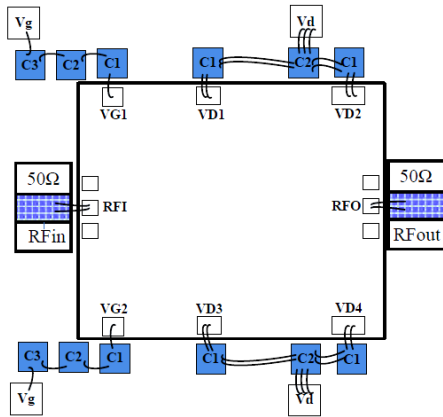 Vg
Vd
C3 C2 C1
C1 C2 C1
VG1 VD1 VD2
50Ω
50Ω
RFI
RFO
RFin
RFout
VG2 VD3 VD4
C3 C2 C1
C1 C2 C1
Vg
Vd